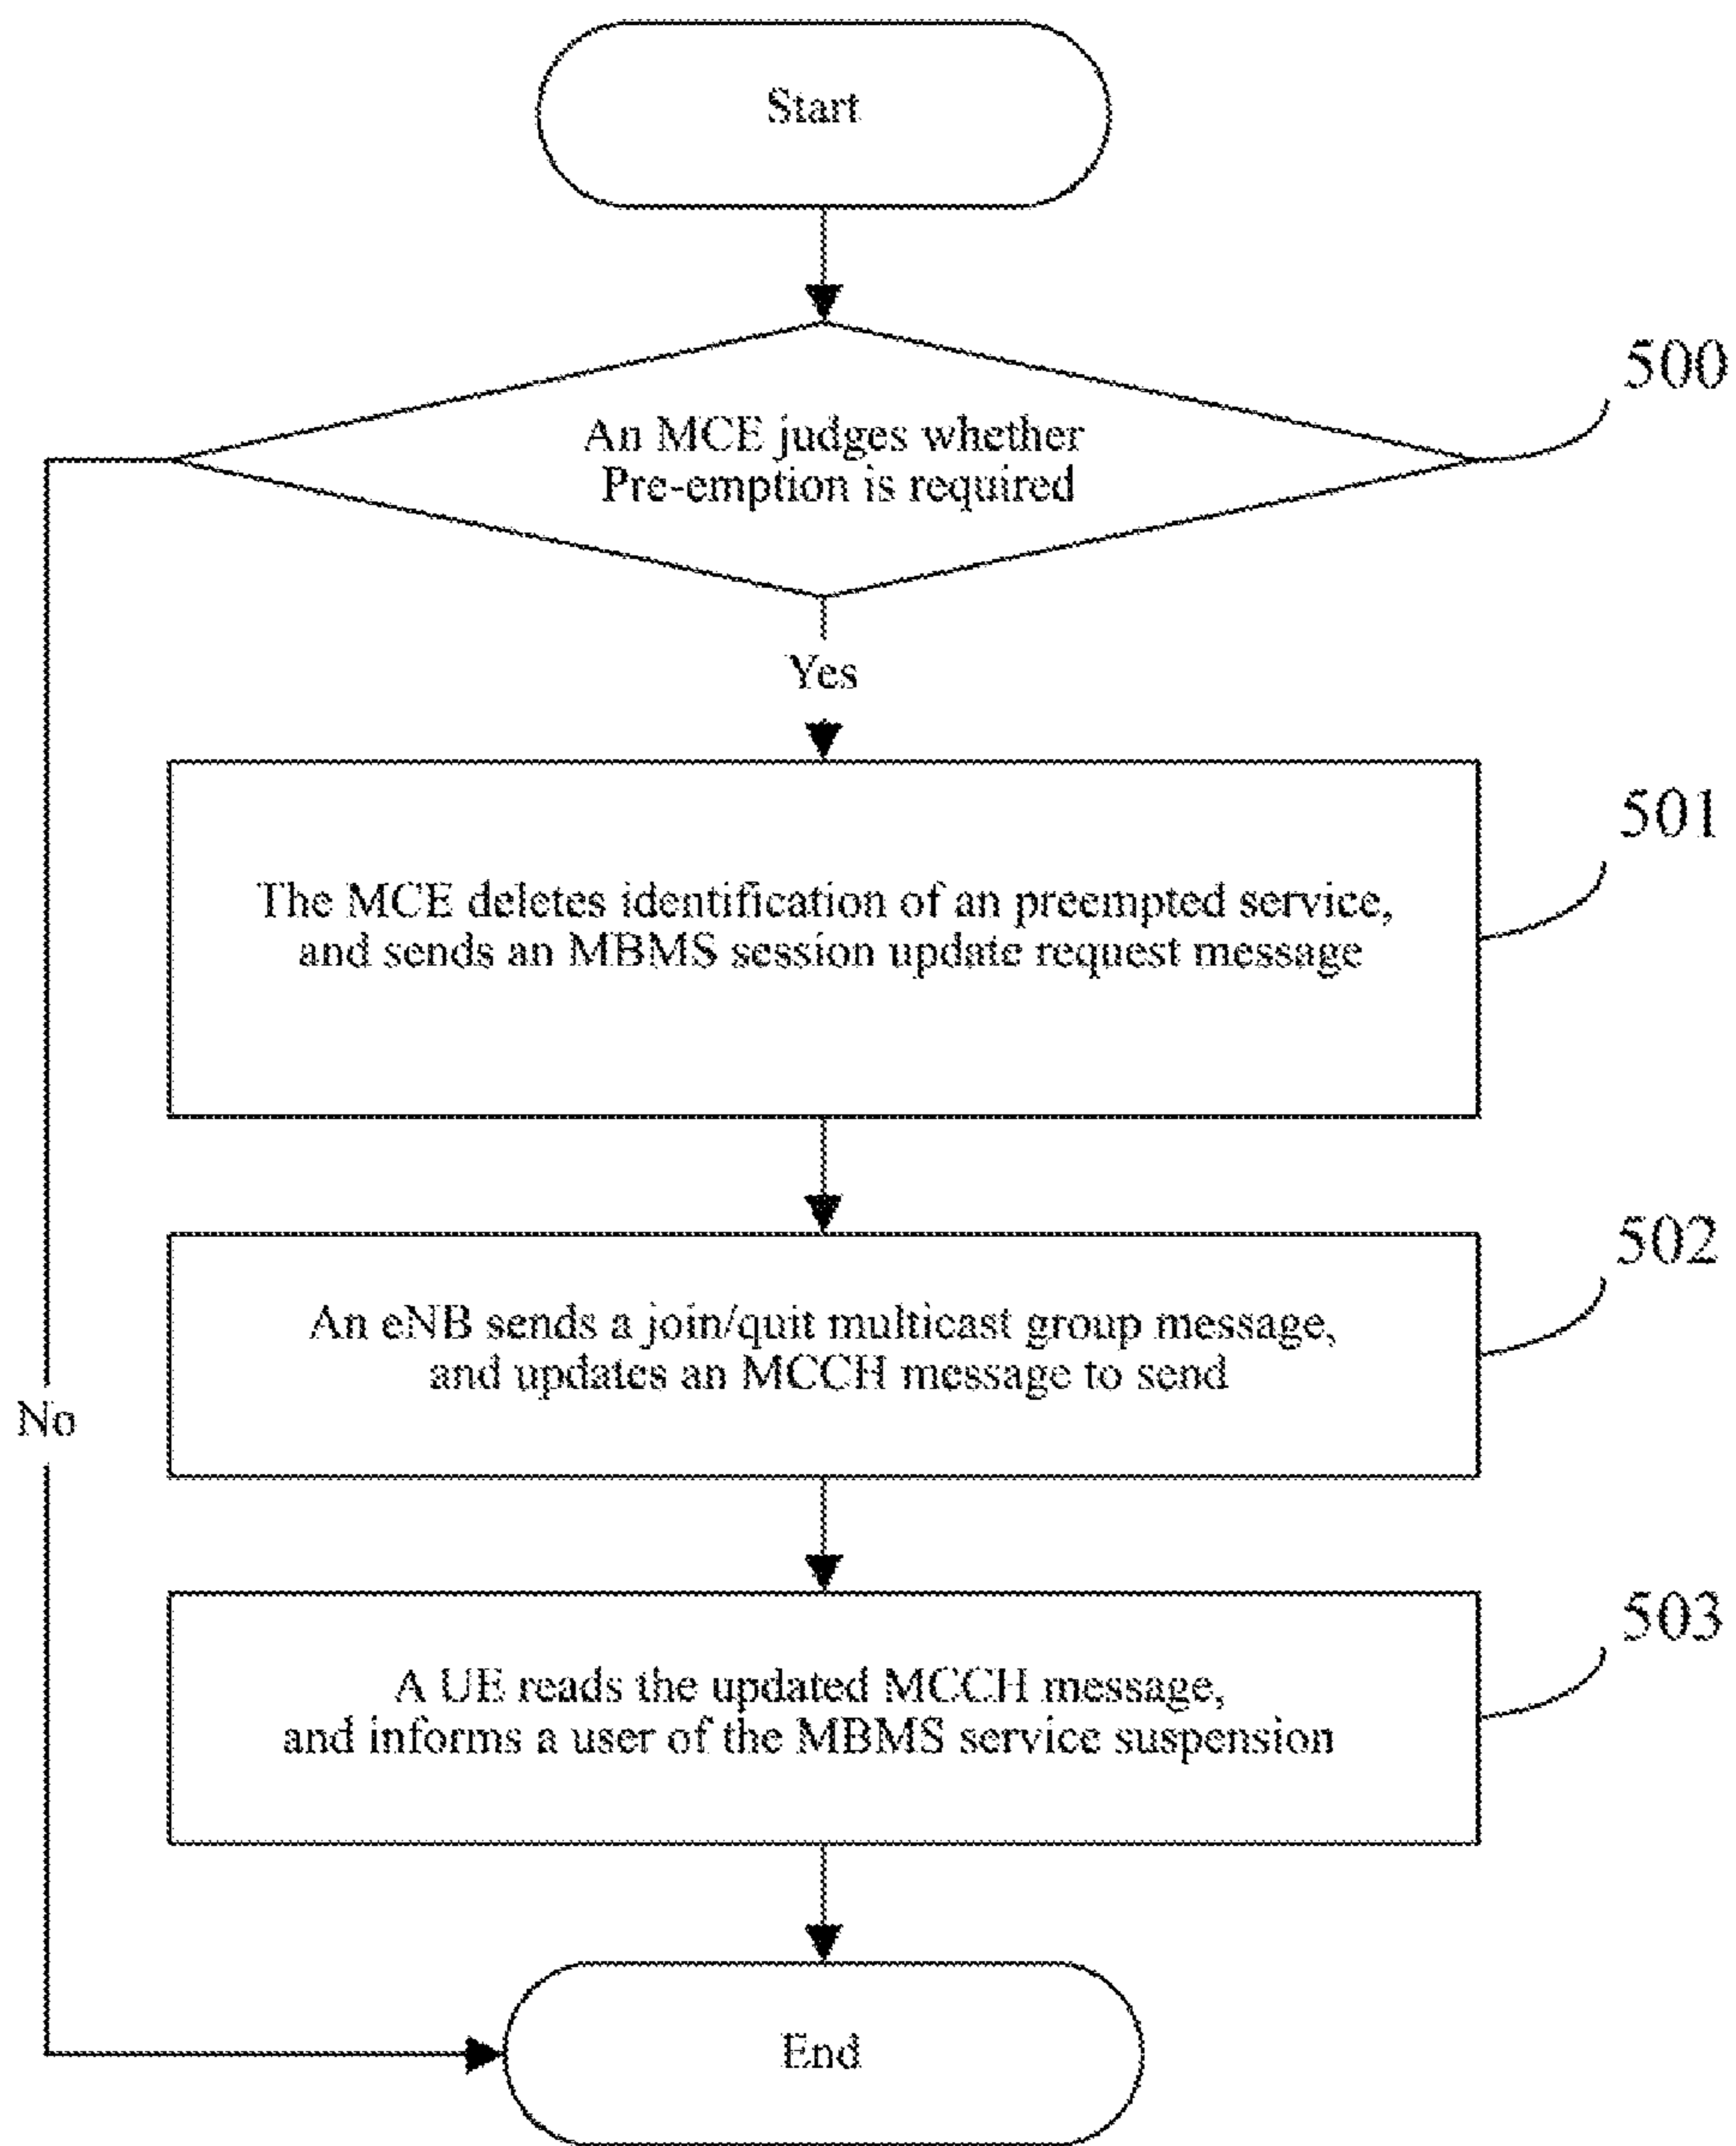 Start
500
An MCE judges whether
Pre-emption is required
Yes
501
The MCE deletes identification of an preempted service,
and sends an MBMS session update request message
502
An eNB sends a join/quit multicast group message,
and updates an MCCH message to send
No
503
A UE reads the updated MCCH message,
and informs a user of the MBMS service suspension
End